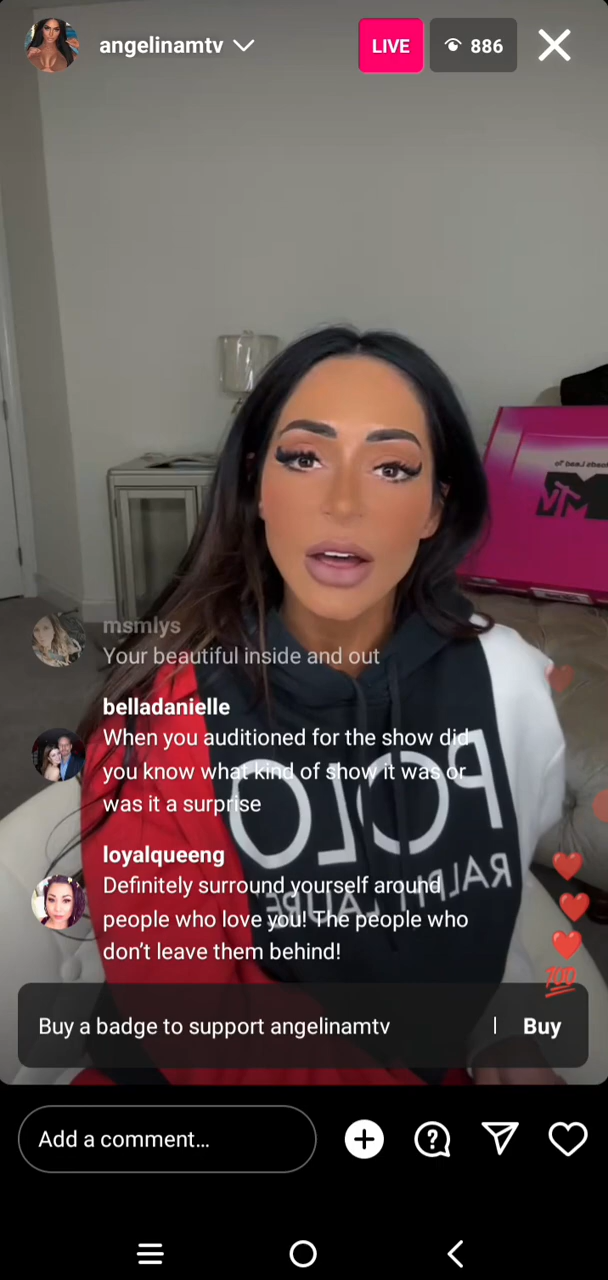 angelinamtv
LIVE
886
MTV
msmlys
Your beautiful inside and out
belladanielle
When you auditioned for the show did
you know what kind of show it was or
was it a surprise
POLO
RALPH LAUREN
loyalqueeng
Definitely surround yourself around
people who love you! The people who
don't leave them behind!
💯
Buy a badge to support angelinamtv
Buy
Add a comment...